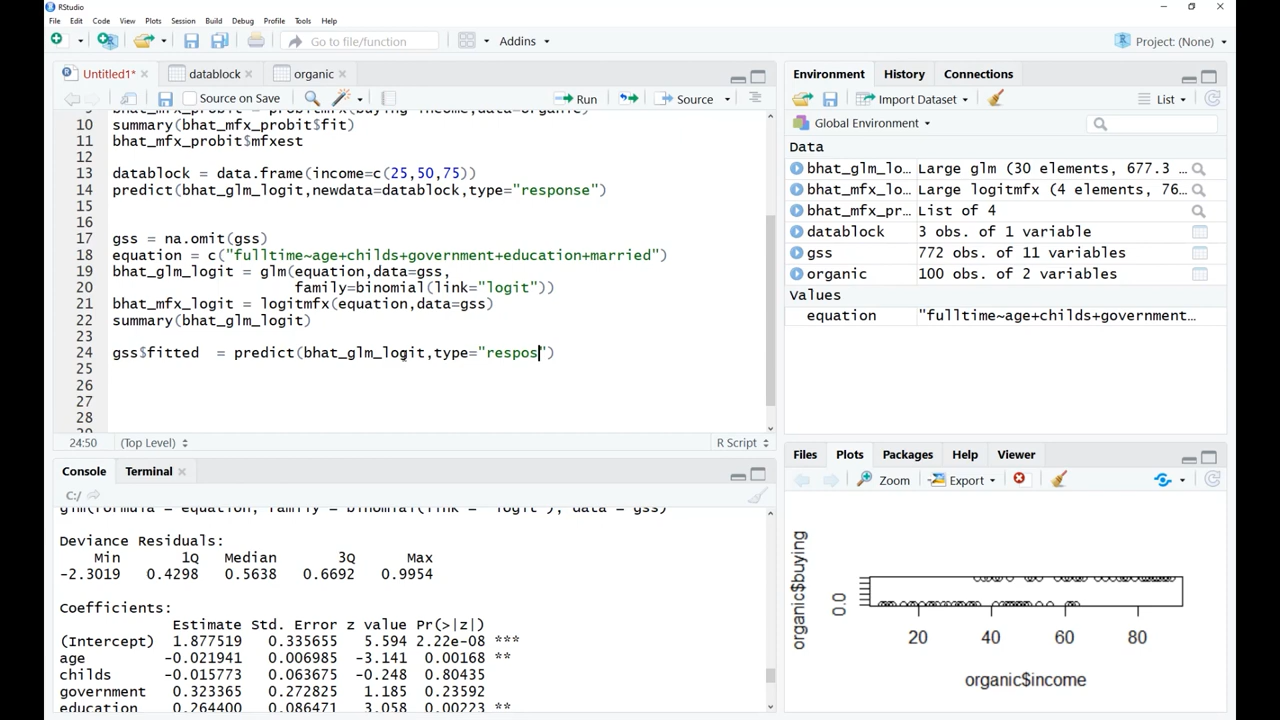 RStudio
File Edit Code View Plots Session Build Debug Profile Tools Help
Go to file/function Addins Project: (None)
Untitled1* datablock organic
Source on Save Run Source
10 summary(bhat_mfx_probit$fit)
11 bhat_mfx_probit$mfxest
12
13 datablock = data.frame(income=c(25,50,75))
14 predict(bhat_glm_logit,newdata=datablock,type="response")
15
16
17 gss = na.omit(gss)
18 equation = c("fulltime~age+childs+government+education+married")
19 bhat_glm_logit = glm(equation,data=gss,
20 family=binomial(link="logit"))
21 bhat_mfx_logit = logitmfx(equation,data=gss)
22 summary(bhat_glm_logit)
23
24 gss$fitted = predict(bhat_glm_logit,type="respos")
25
26
27
28
24:50 (Top Level) R Script
Console Terminal
C:/
glm(formula = equation, family = binomial(link = "logit"), data = gss)
Deviance Residuals:
Min 1Q Median 3Q Max
-2.3019 0.4298 0.5638 0.6692 0.9954
Coefficients:
Estimate Std. Error z value Pr(>|z|)
(Intercept) 1.877519 0.335655 5.594 2.22e-08 ***
age -0.021941 0.006985 -3.141 0.00168 **
childs -0.015773 0.063675 -0.248 0.80435
government 0.323365 0.272825 1.185 0.23592
education 0.264400 0.086471 3.058 0.00223 **
Environment History Connections
Import Dataset List
Global Environment
Data
bhat_glm_lo... Large glm (30 elements, 677.3 ...
bhat_mfx_lo... Large logitmfx (4 elements, 76...
bhat_mfx_pr... List of 4
datablock 3 obs. of 1 variable
gss 772 obs. of 11 variables
organic 100 obs. of 2 variables
Values
equation "fulltime~age+childs+government...
Files Plots Packages Help Viewer
Zoom Export
organic$buying
0.0
20 40 60 80
organic$income